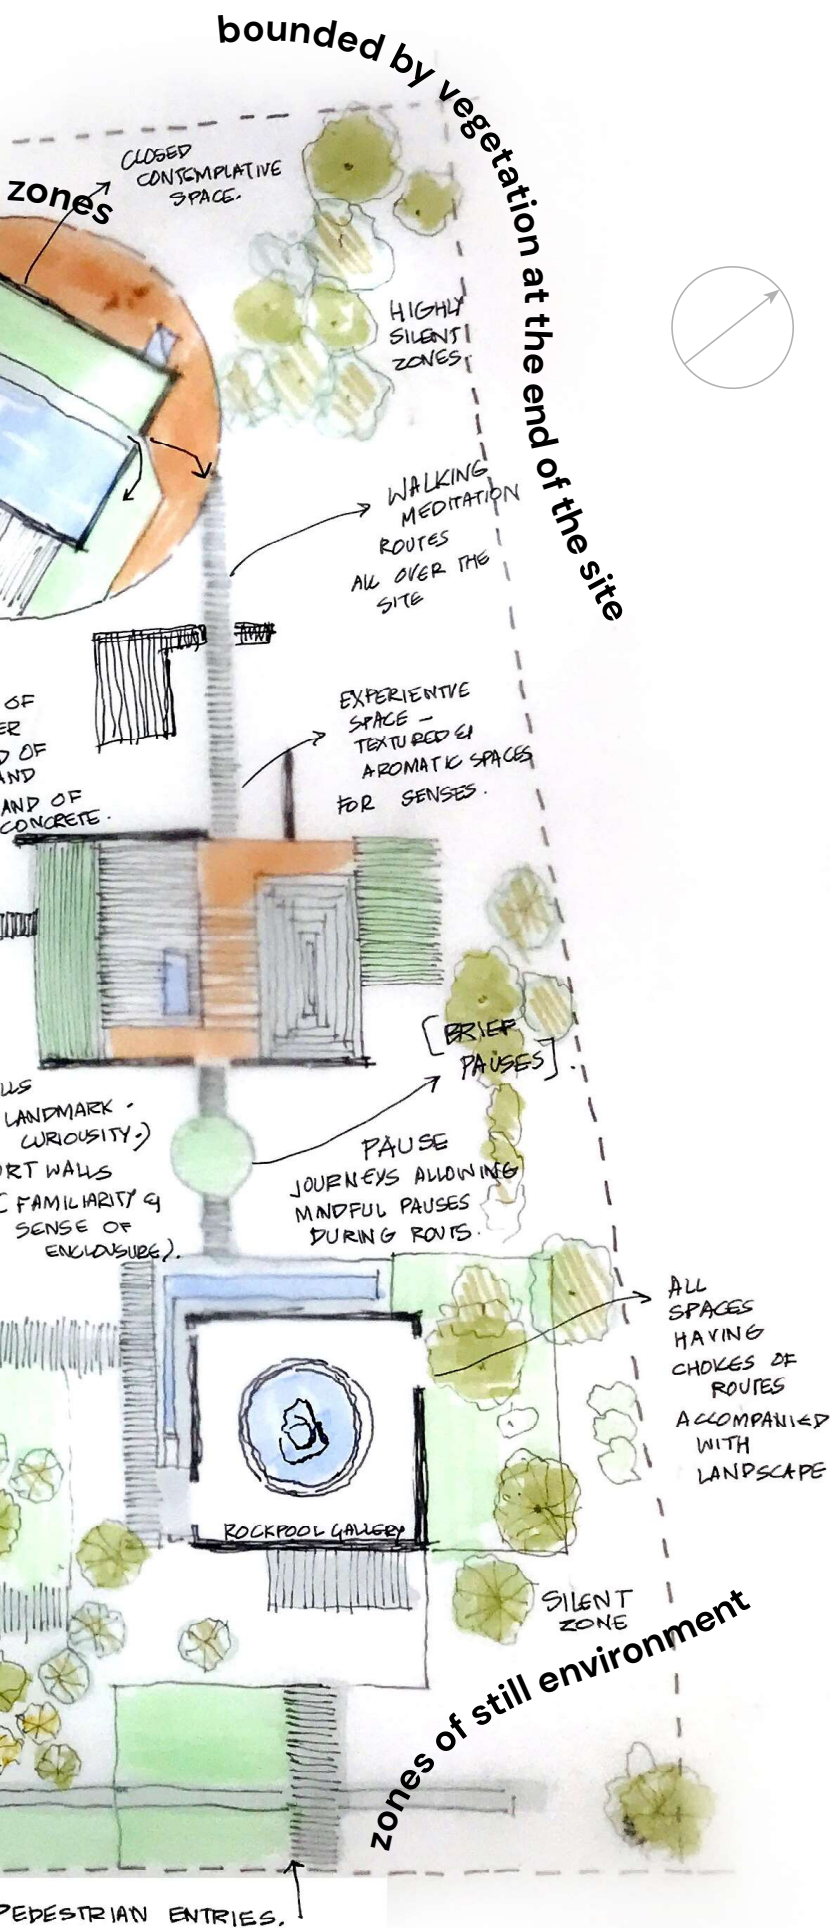 bounded by vegetation at the end of the site
CLOSED
CONTEMPLATIVE
SPACE.
zones
HIGHLY
SILENT
ZONES
WALKING
MEDITATION
ROUTES
ALL OVER THE
SITE
EXPERIENTIVE
SPACE –
TEXTURED &
AROMATIC SPACES
FOR SENSES.
OF
ER
D OF
AND
AND OF
CONCRETE.
[BRIEF
PAUSES]
LLS
LANDMARK -
CURIOUSITY.)
ORT WALLS
C FAMILIARITY &
SENSE OF
ENCLOUSURE).
PAUSE
JOURNEYS ALLOWING
MINDFUL PAUSES
DURING ROUTS.
ALL
SPACES
HAVING
CHOICES OF
ROUTES
ACCOMPANIED
WITH
LANDSCAPE
ROCKPOOL GALLERY
SILENT
ZONE
zones of still environment
PEDESTRIAN ENTRIES.